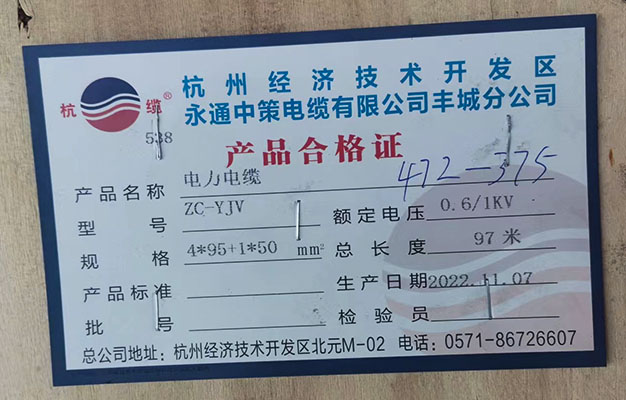 杭州经济技术开发区
杭缆®
永通中策电缆有限公司丰城分公司
538
产品合格证
472-375
产品名称 电力电缆
型号 ZC-YJV 额定电压 0.6/1KV
规格 4*95+1*50 mm² 总长度 97 米
产品标准 生产日期 2022.11.07
批号 检验员
总公司地址：杭州经济技术开发区北元M-02 电话：0571-86726607